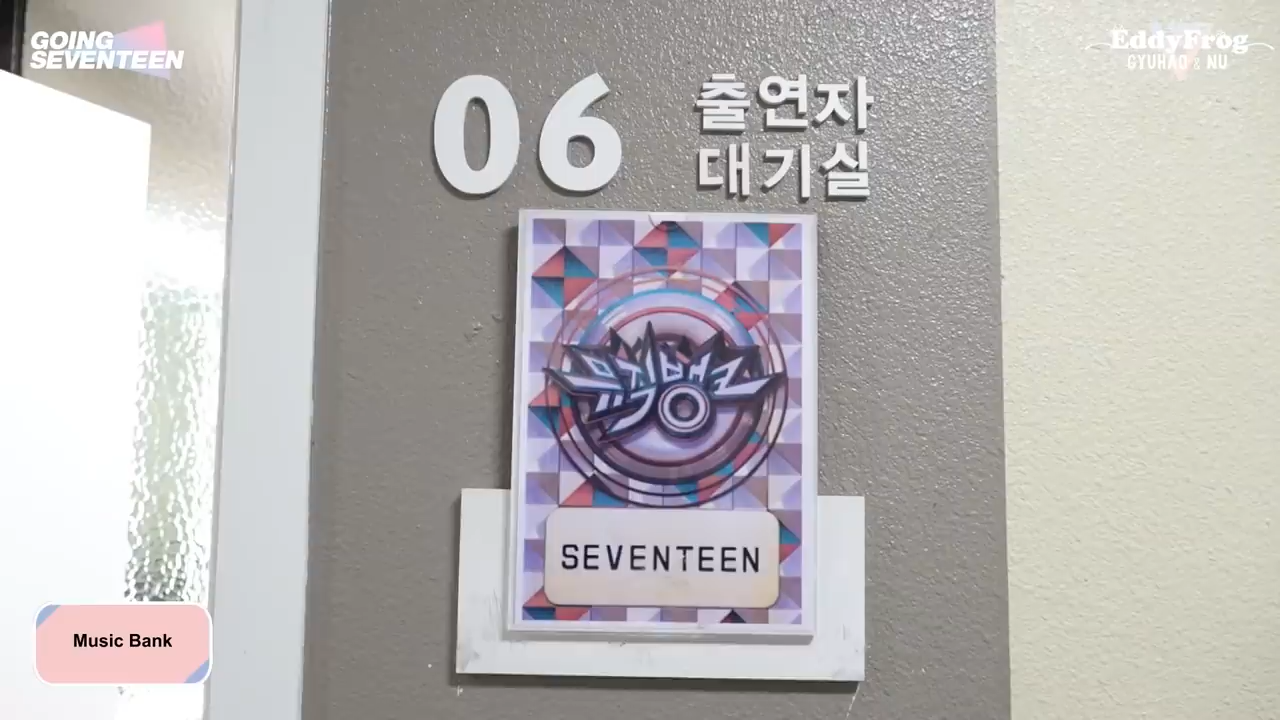 GOING
SEVENTEEN
EddyFrog
GYUHAO & NU
06
출연자
대기실
뮤직뱅크
SEVENTEEN
Music Bank